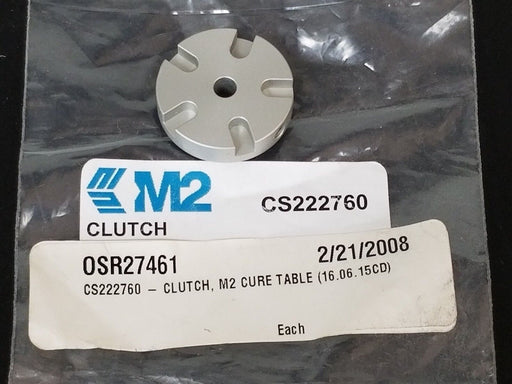 M2 CS222760
CLUTCH
OSR27461 2/21/2008
CS222760 – CLUTCH, M2 CURE TABLE (16.06.15CD)
Each